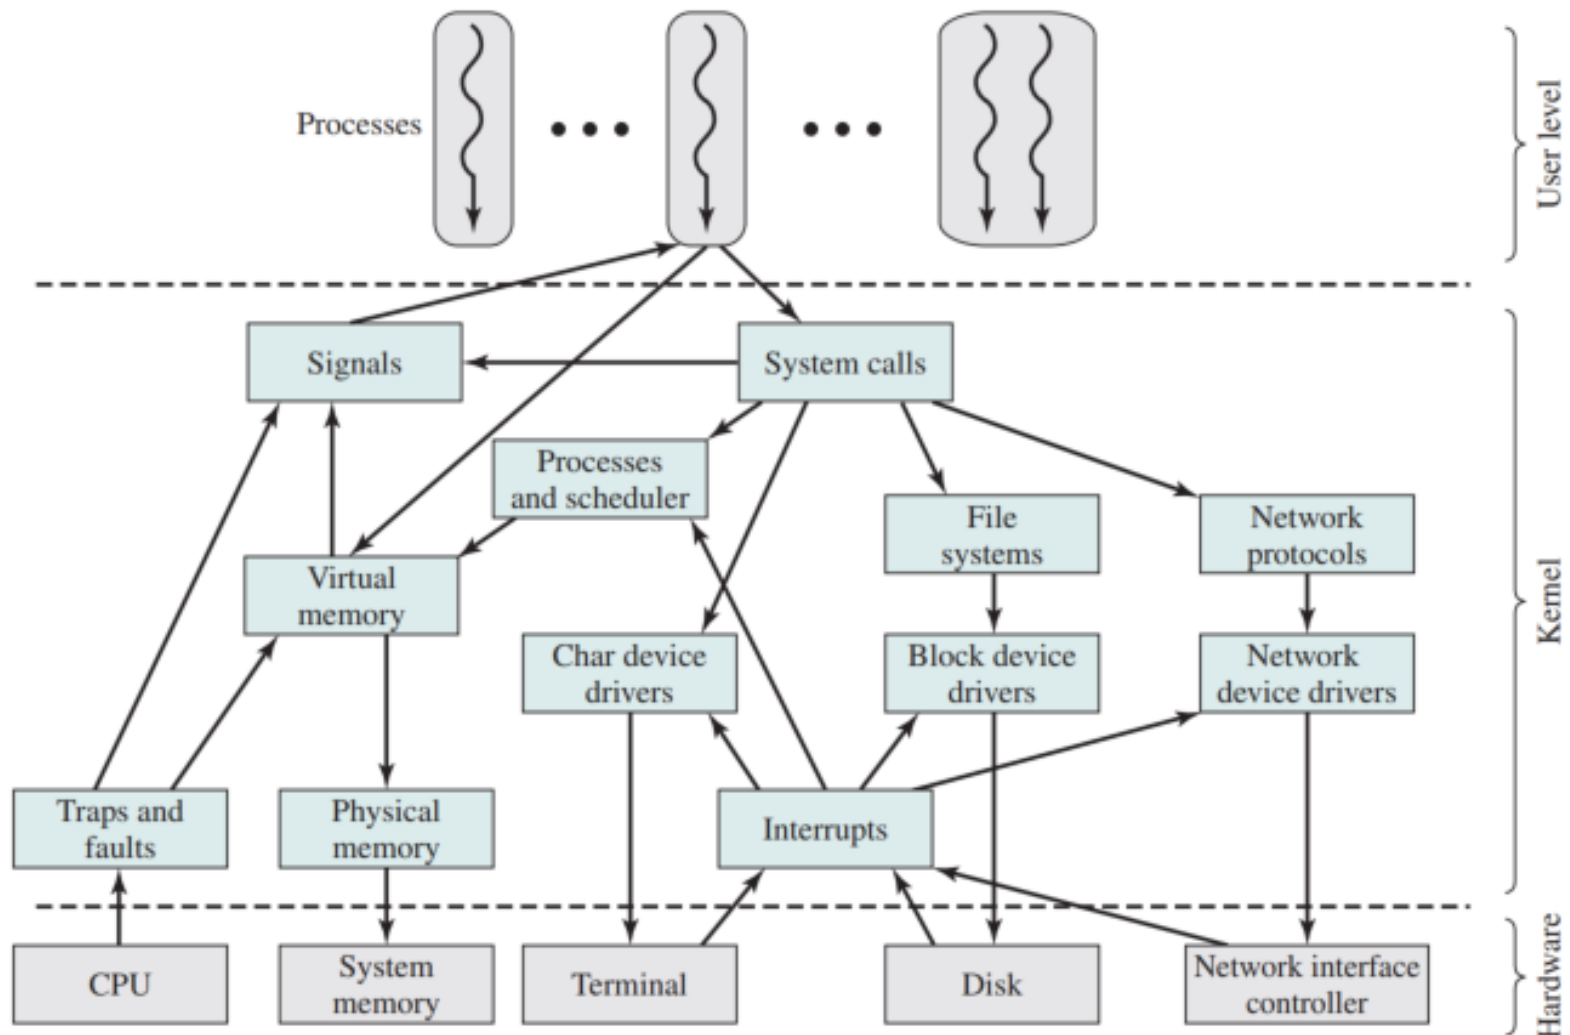 Processes
User level
Signals
System calls
Processes
and scheduler
File
systems
Network
protocols
Virtual
memory
Kernel
Char device
drivers
Block device
drivers
Network
device drivers
Traps and
faults
Physical
memory
Interrupts
CPU
System
memory
Terminal
Disk
Network interface
controller
Hardware